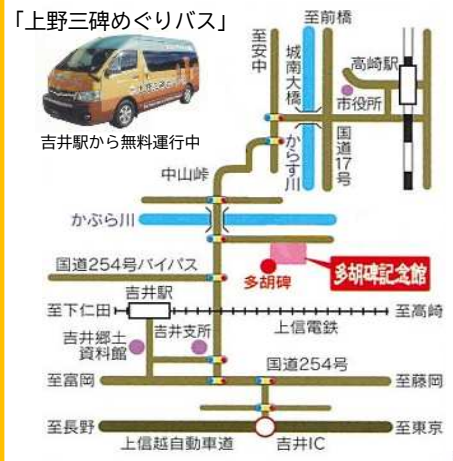 「上野三碑めぐりバス」
吉井駅から無料運行中
至前橋
至安中
城南大橋
高崎駅
市役所
からす川
国道17号
中山峠
かぶら川
国道254号バイパス
多胡碑
多胡碑記念館
吉井駅
至下仁田
至高崎
上信電鉄
吉井郷土
資料館
吉井支所
国道254号
至富岡
至藤岡
至長野
至東京
上信越自動車道
吉井IC